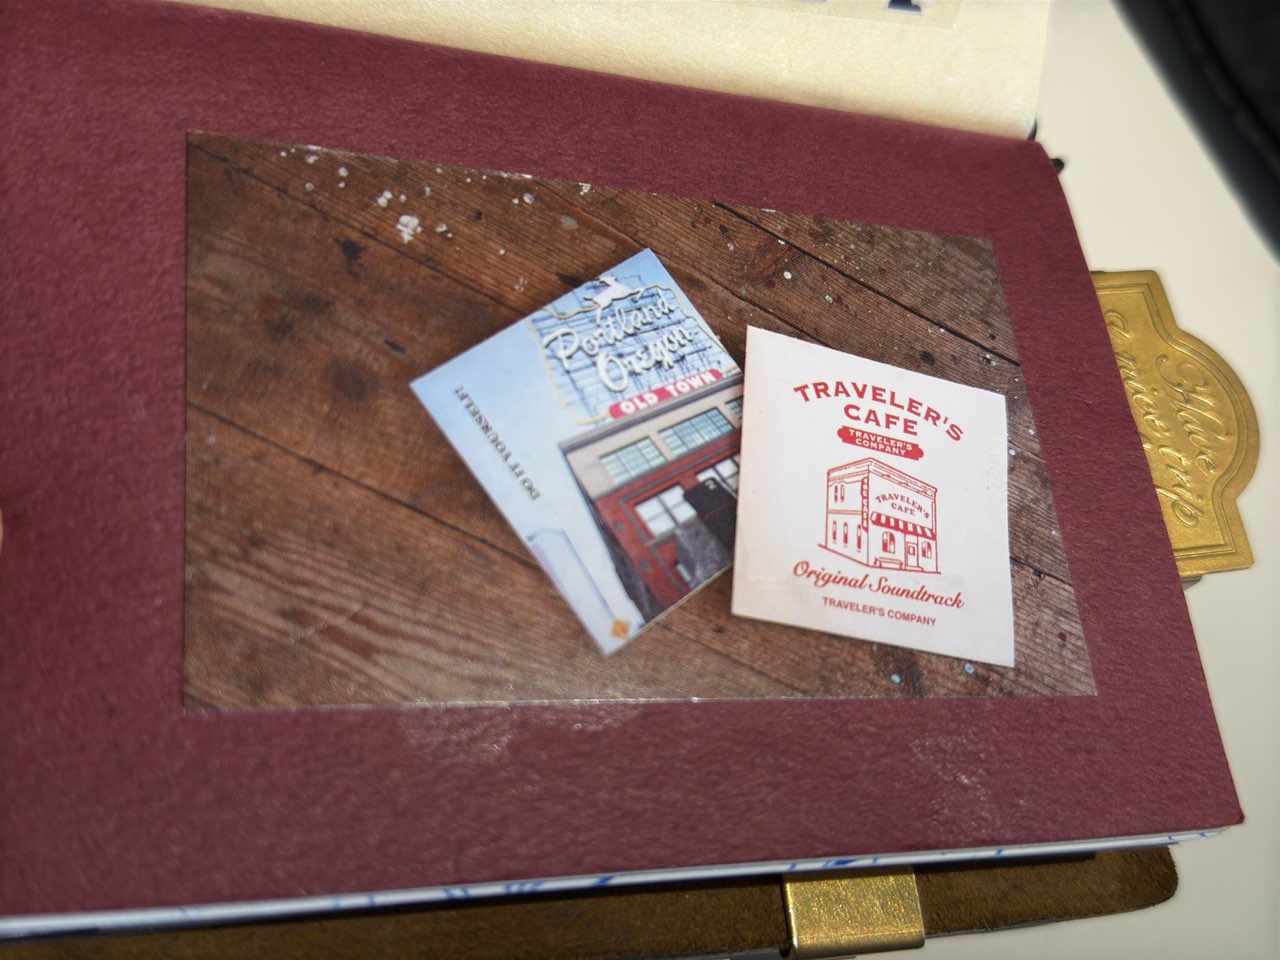 Portland
Oregon
OLD TOWN
DO IT YOURSELF!
TRAVELER'S
CAFE
TRAVELER'S
COMPANY
TRAVELER'S
CAFE
Original Soundtrack
TRAVELER'S COMPANY
Have
a nice trip